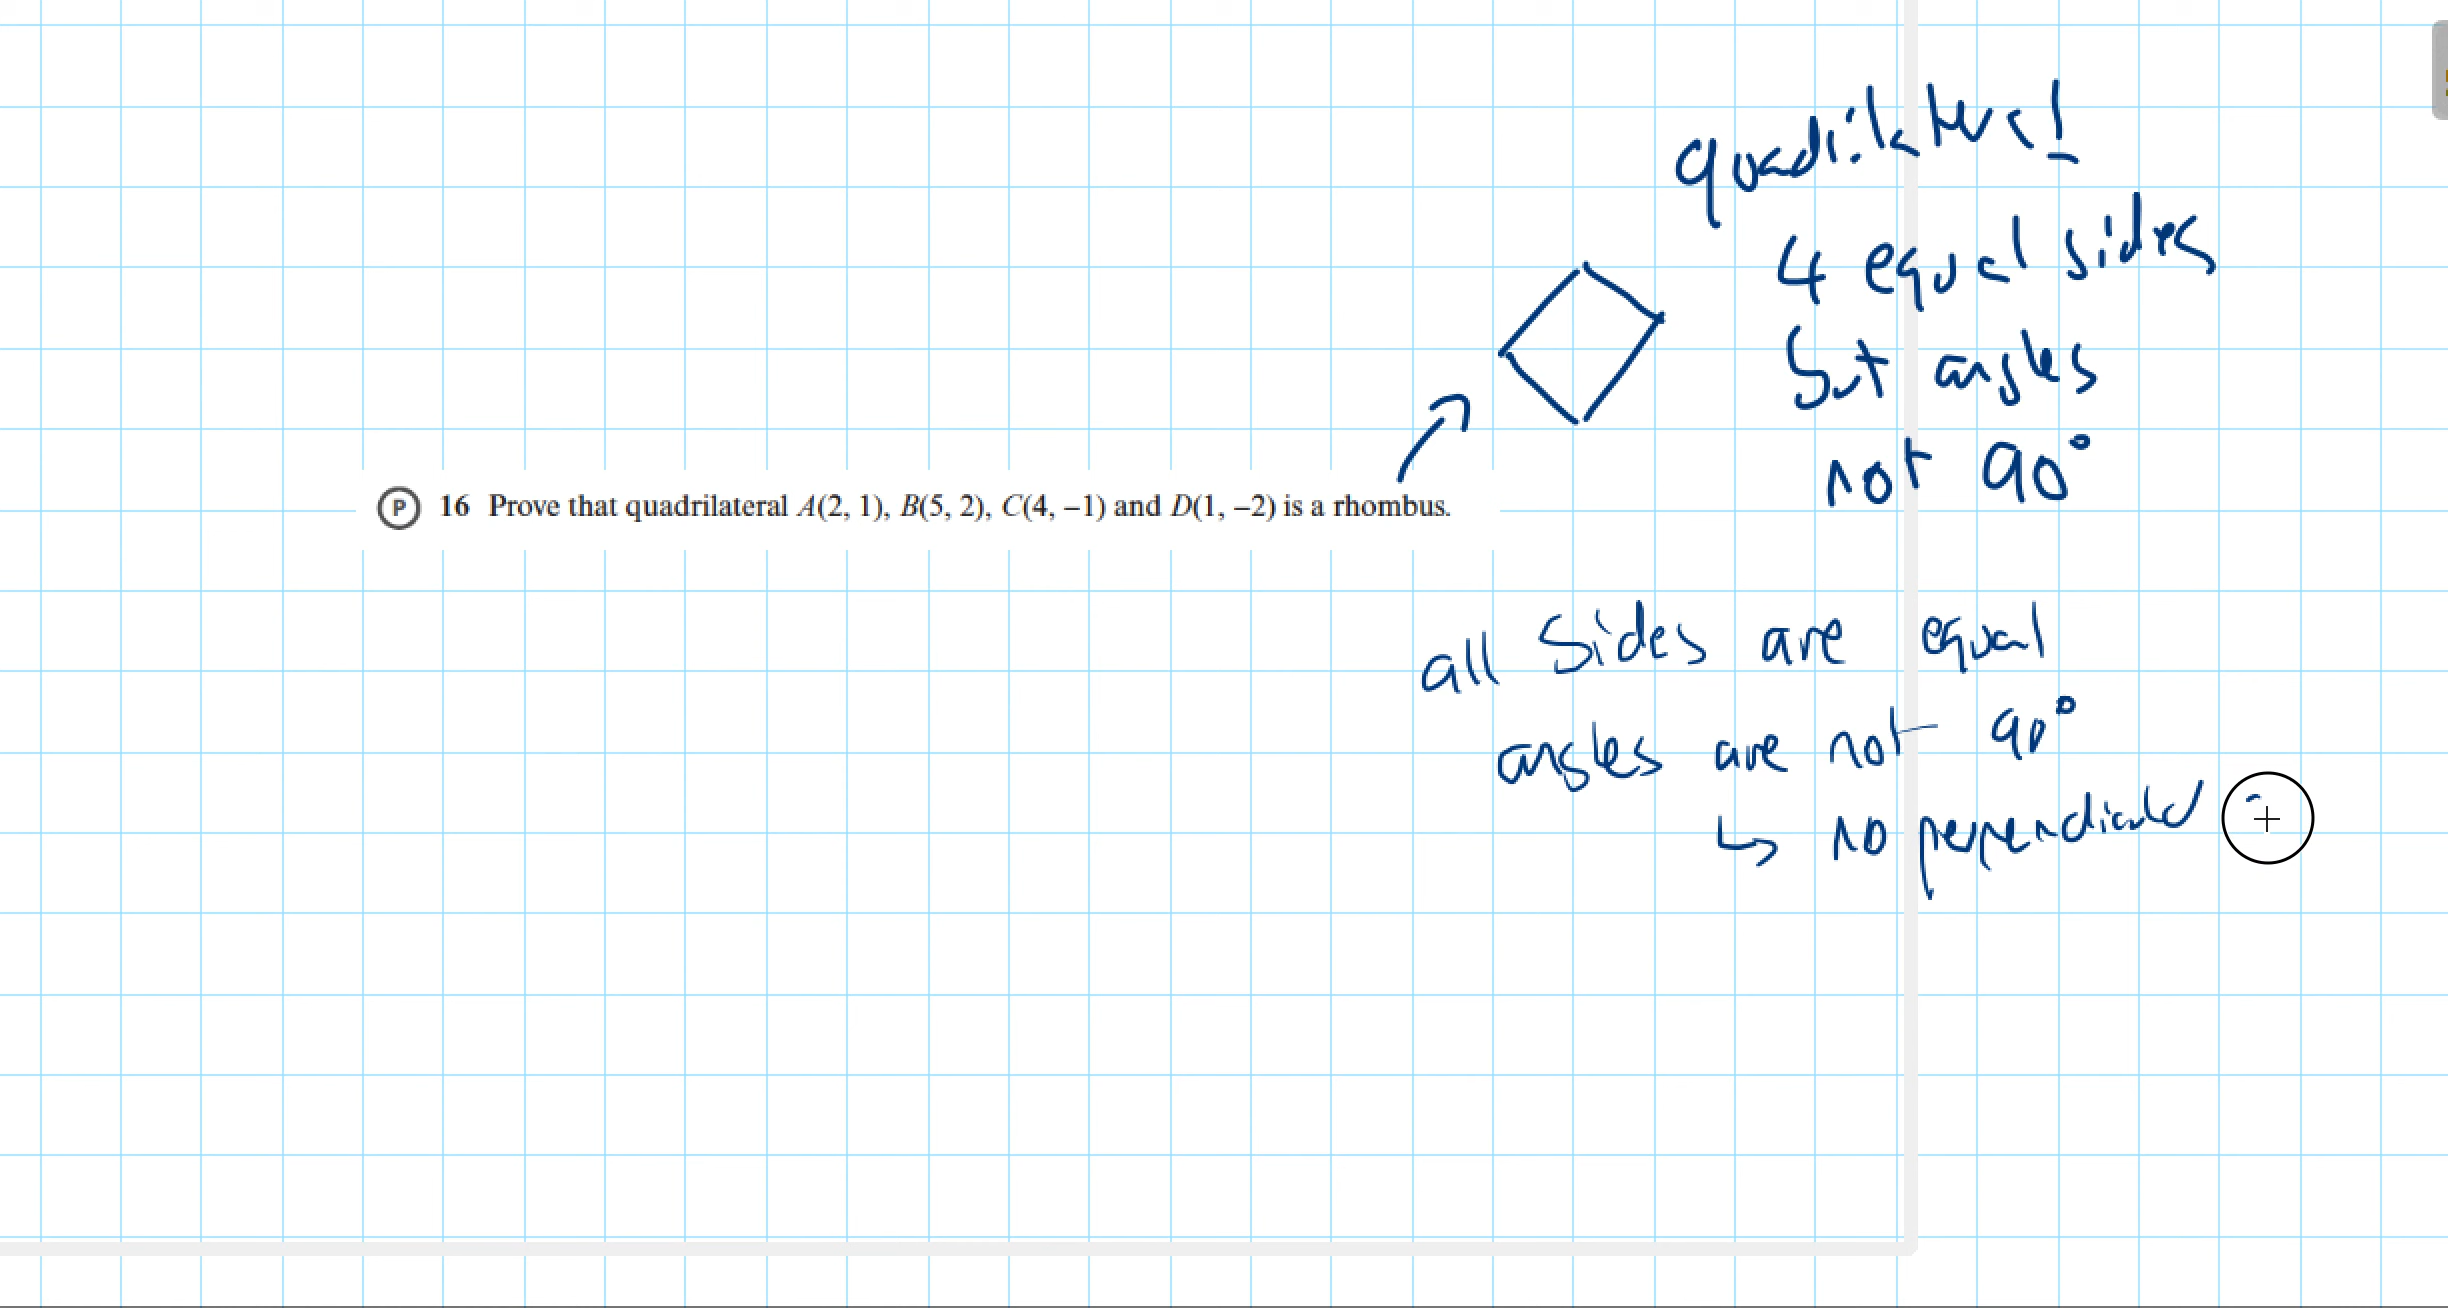 quadrilateral
4 equal sides
but angles
not 90°
P 16 Prove that quadrilateral A(2, 1), B(5, 2), C(4, −1) and D(1, −2) is a rhombus.
all sides are equal
angles are not 90°
↳ no